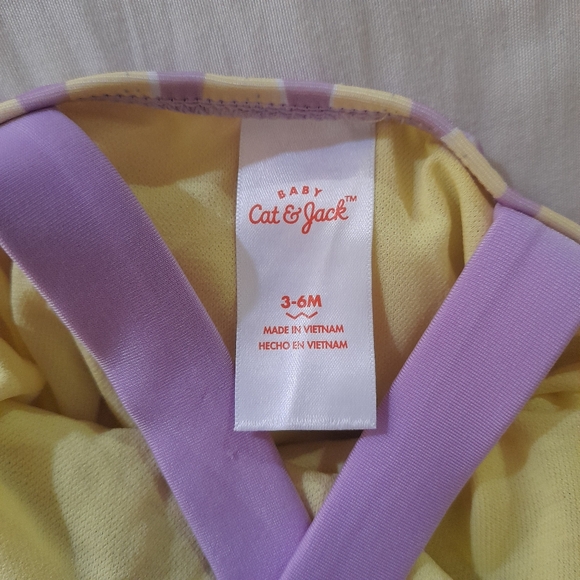 BABY
Cat & Jack™
3-6M
MADE IN VIETNAM
HECHO EN VIETNAM